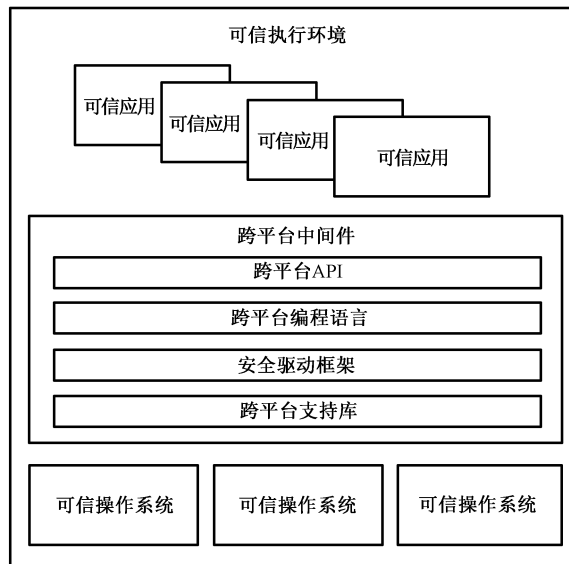 可信执行环境
可信应用
可信应用
可信应用
可信应用
跨平台中间件
跨平台API
跨平台编程语言
安全驱动框架
跨平台支持库
可信操作系统 可信操作系统 可信操作系统